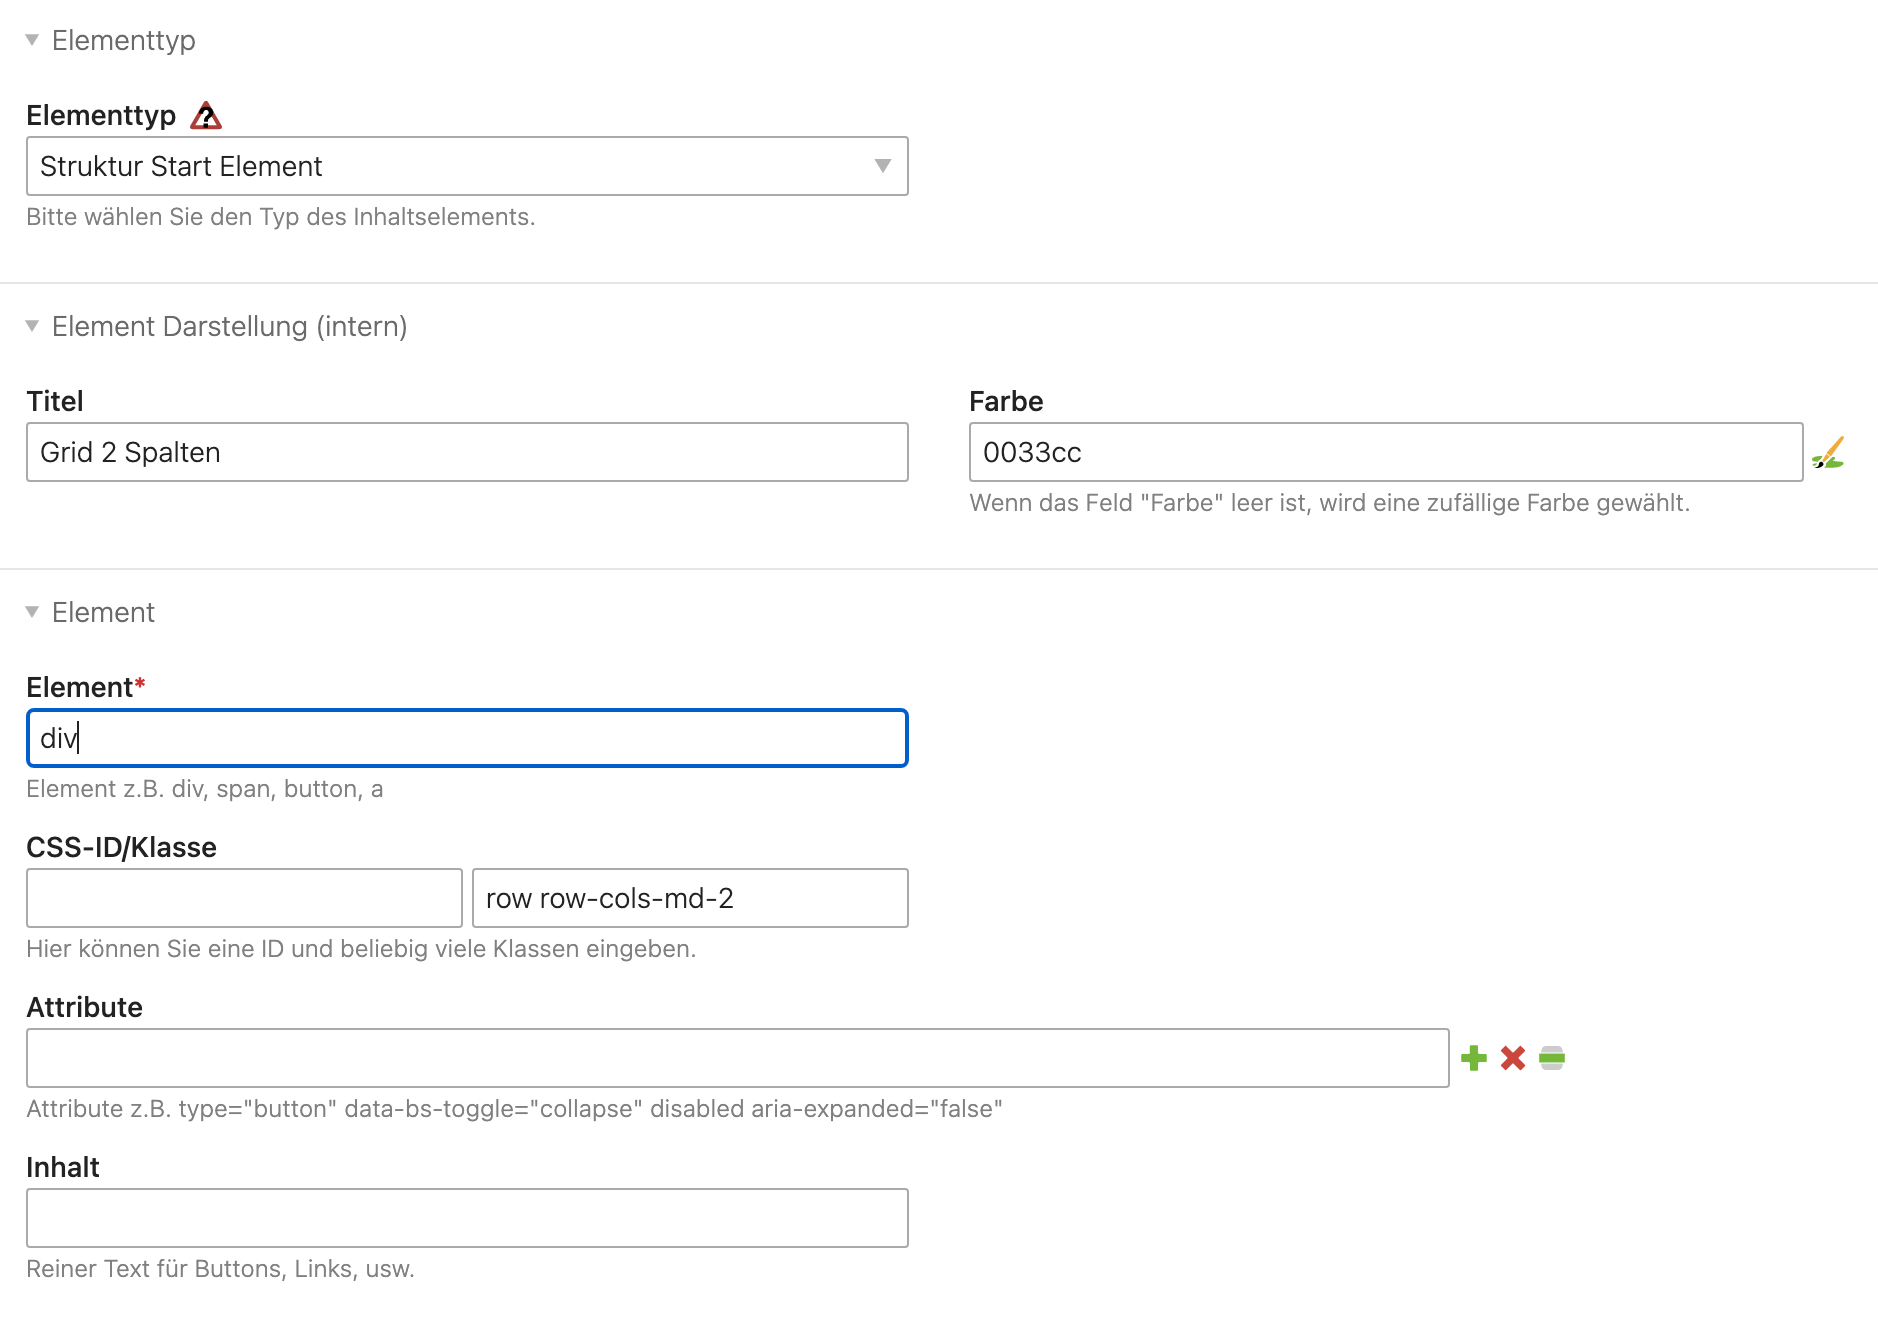 Elementtyp
Elementtyp
Struktur Start Element
Bitte wählen Sie den Typ des Inhaltselements.
Element Darstellung (intern)
Titel
Farbe
Grid 2 Spalten
0033cc
Wenn das Feld "Farbe" leer ist, wird eine zufällige Farbe gewählt.
Element
Element*
div
Element z.B. div, span, button, a
CSS-ID/Klasse
row row-cols-md-2
Hier können Sie eine ID und beliebig viele Klassen eingeben.
Attribute
Attribute z.B. type="button" data-bs-toggle="collapse" disabled aria-expanded="false"
Inhalt
Reiner Text für Buttons, Links, usw.